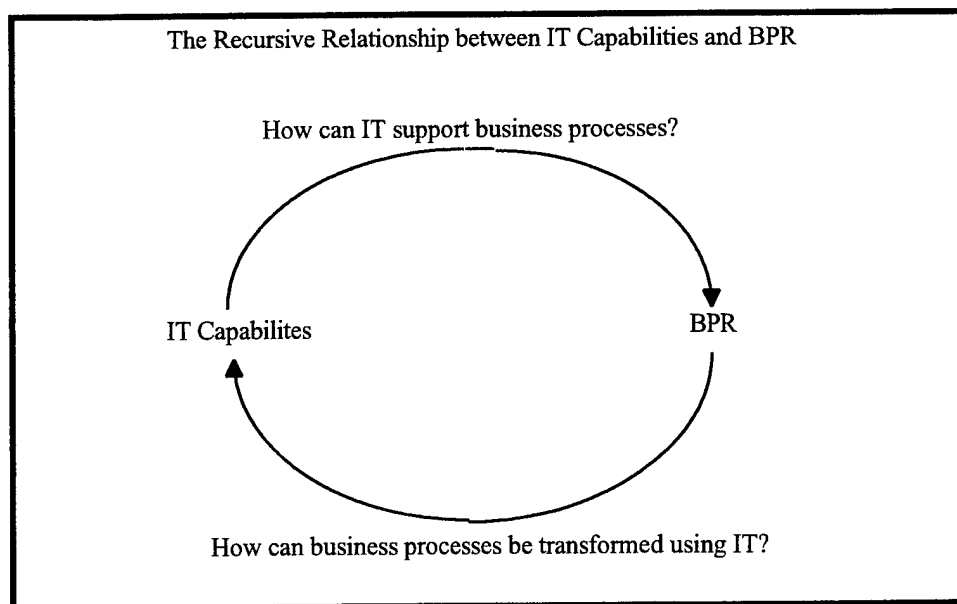 The Recursive Relationship between IT Capabilities and BPR
How can IT support business processes?
IT Capabilites
BPR
How can business processes be transformed using IT?